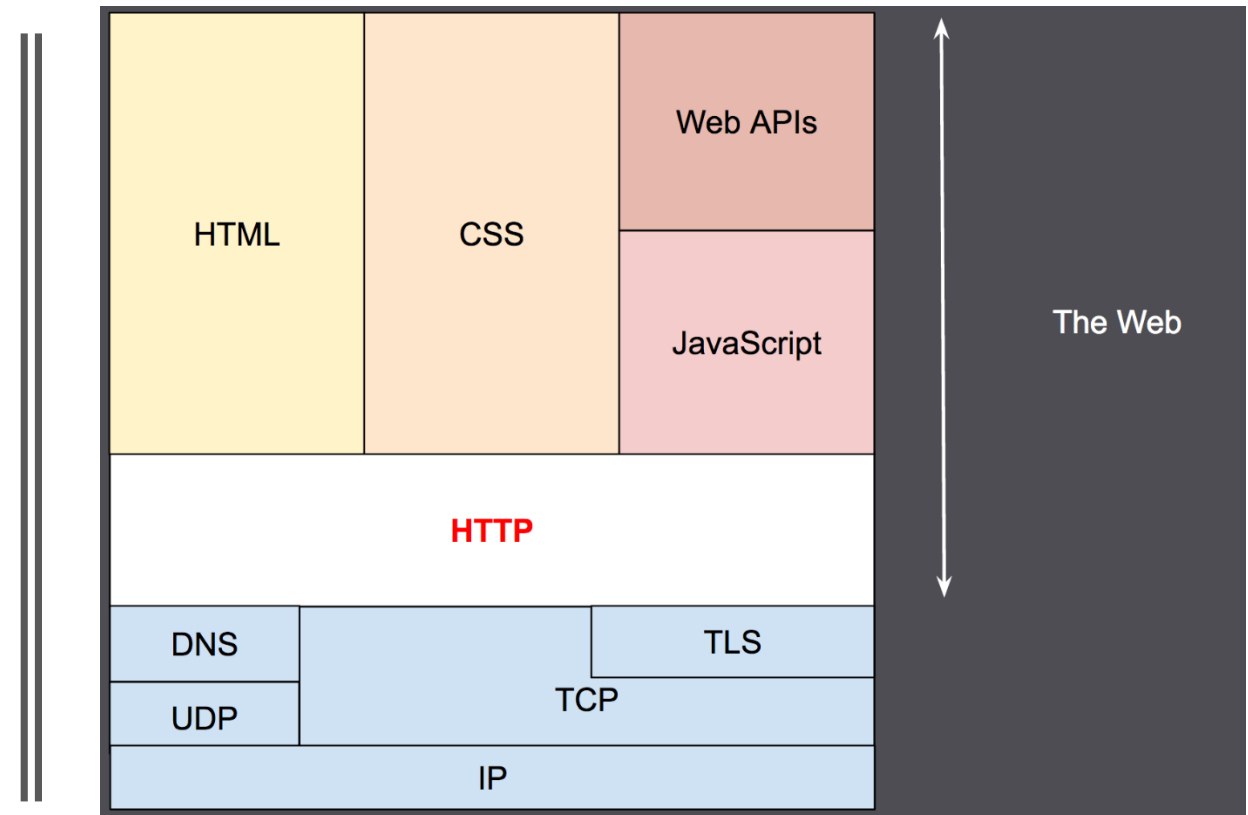 Web APIs
HTML
CSS
JavaScript
The Web
HTTP
DNS
TLS
TCP
UDP
IP